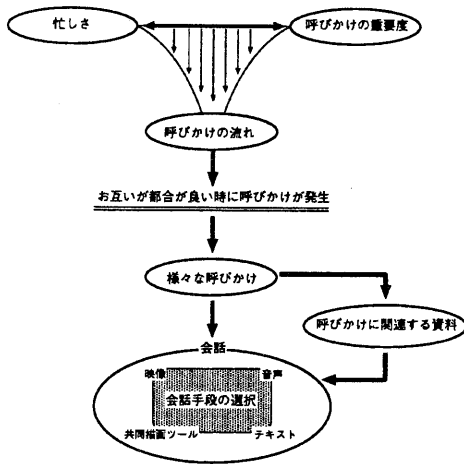 忙しさ
呼びかけの重要度
呼びかけの流れ
お互いが都合が良い時に呼びかけが発生
様々な呼びかけ
呼びかけに関連する資料
会話
映像
音声
会話手段の選択
共同描画ツール
テキスト